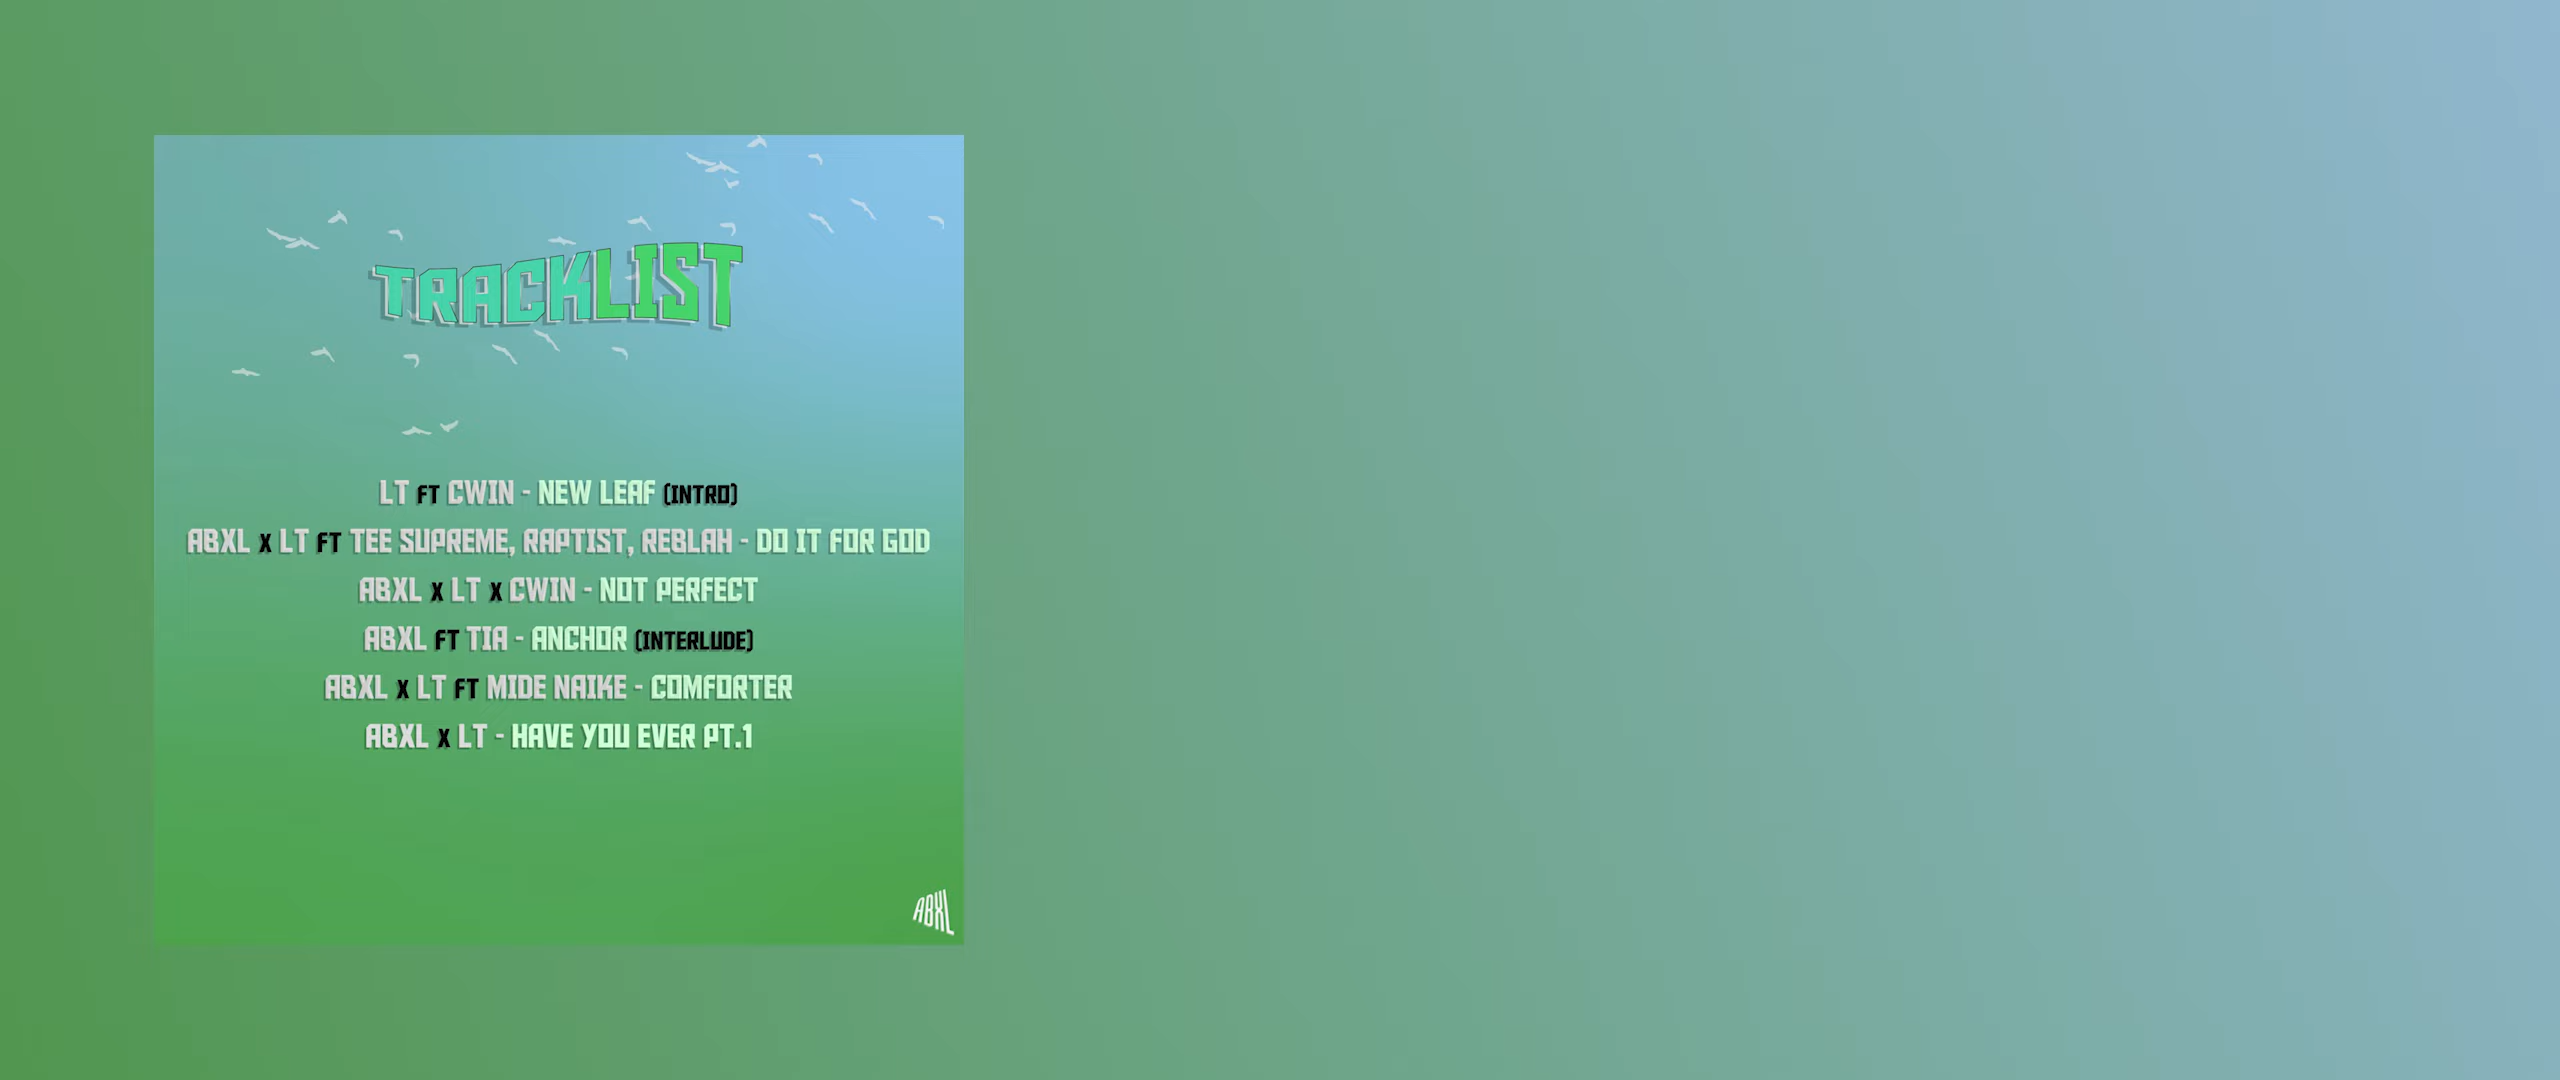 TRACKLIST
LT FT CWIN - NEW LEAF (INTRO)
ABXL X LT FT TEE SUPREME, RAPTIST, REBLAH - DO IT FOR GOD
ABXL X LT X CWIN - NOT PERFECT
ABXL FT TIA - ANCHOR (INTERLUDE)
ABXL X LT FT MIDE NAIKE - COMFORTER
ABXL X LT - HAVE YOU EVER PT.1
ABXL